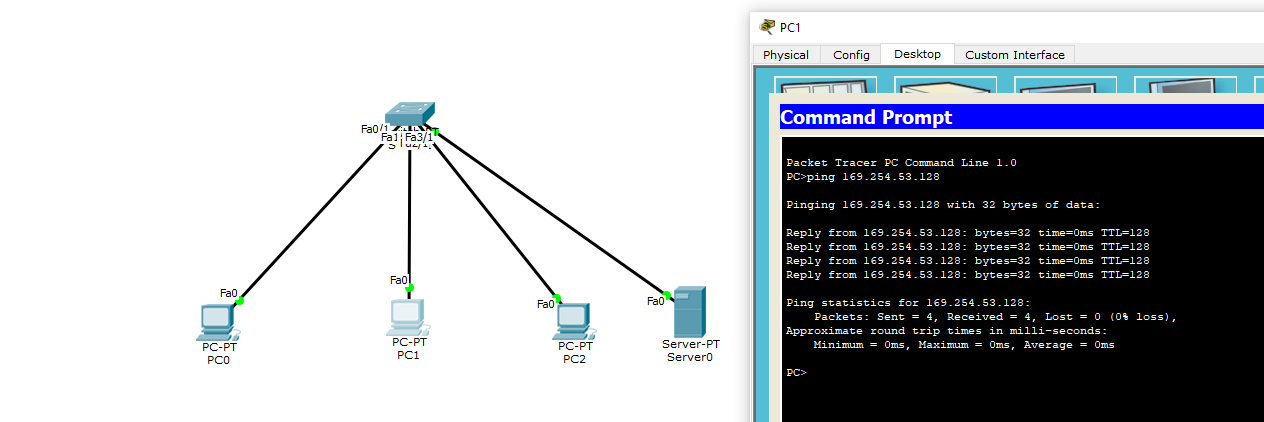 PC1
Physical Config Desktop Custom Interface
Command Prompt
Packet Tracer PC Command Line 1.0
PC>ping 169.254.53.128
Pinging 169.254.53.128 with 32 bytes of data:
Reply from 169.254.53.128: bytes=32 time=0ms TTL=128
Reply from 169.254.53.128: bytes=32 time=0ms TTL=128
Reply from 169.254.53.128: bytes=32 time=0ms TTL=128
Reply from 169.254.53.128: bytes=32 time=0ms TTL=128
Ping statistics for 169.254.53.128:
Packets: Sent = 4, Received = 4, Lost = 0 (0% loss),
Approximate round trip times in milli-seconds:
Minimum = 0ms, Maximum = 0ms, Average = 0ms
PC>
Fa0/1
Fa3/1
Fa0
Fa0
Fa0
Fa0
PC-PT
PC0
PC-PT
PC1
PC-PT
PC2
Server-PT
Server0